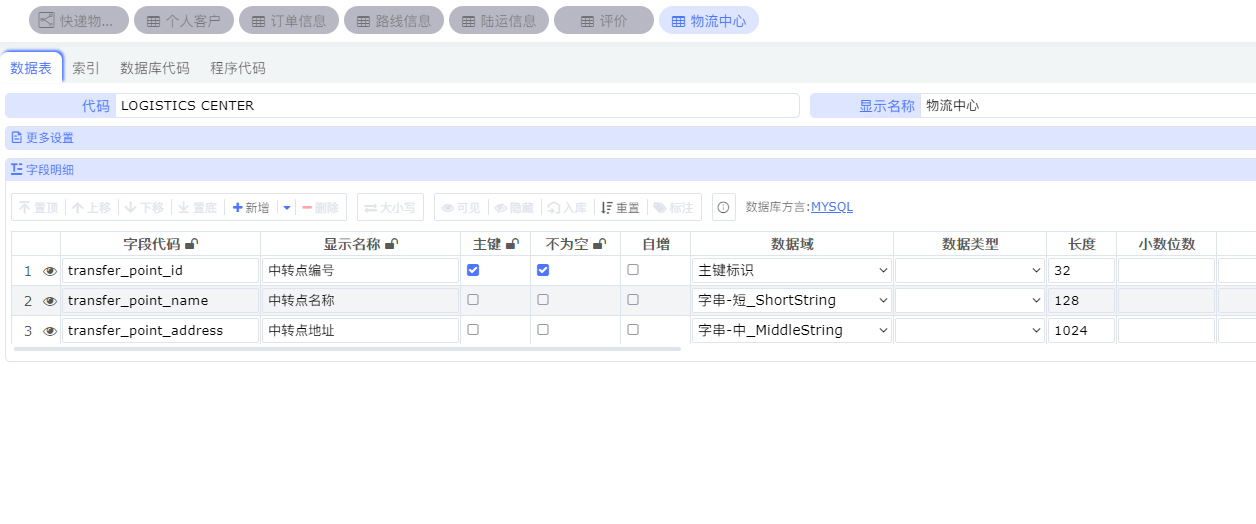 快递物... 个人客户 订单信息 路线信息 陆运信息 评价 物流中心
数据表 索引 数据库代码 程序代码
代码 LOGISTICS CENTER 显示名称 物流中心
更多设置
字段明细
置顶 上移 下移 置底 新增 删除 大小写 可见 隐藏 入库 重置 标注 数据库方言:MYSQL
字段代码 显示名称 主键 不为空 自增 数据域 数据类型 长度 小数位数
1 transfer_point_id 中转点编号 主键标识 32
2 transfer_point_name 中转点名称 字串-短_ShortString 128
3 transfer_point_address 中转点地址 字串-中_MiddleString 1024